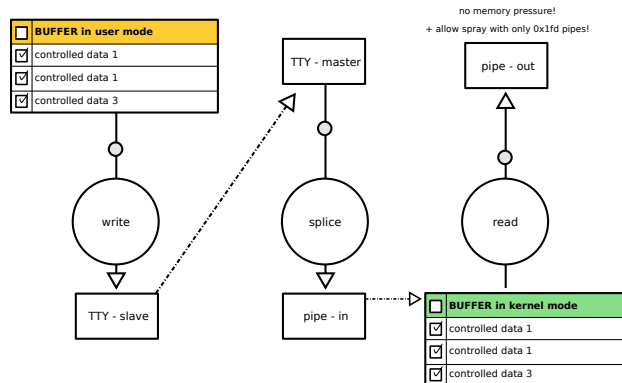 no memory pressure!
+ allow spray with only 0x1fd pipes!
BUFFER in user mode
controlled data 1
controlled data 1
controlled data 3
TTY - master
pipe - out
write
splice
read
TTY - slave
pipe - in
BUFFER in kernel mode
controlled data 1
controlled data 1
controlled data 3